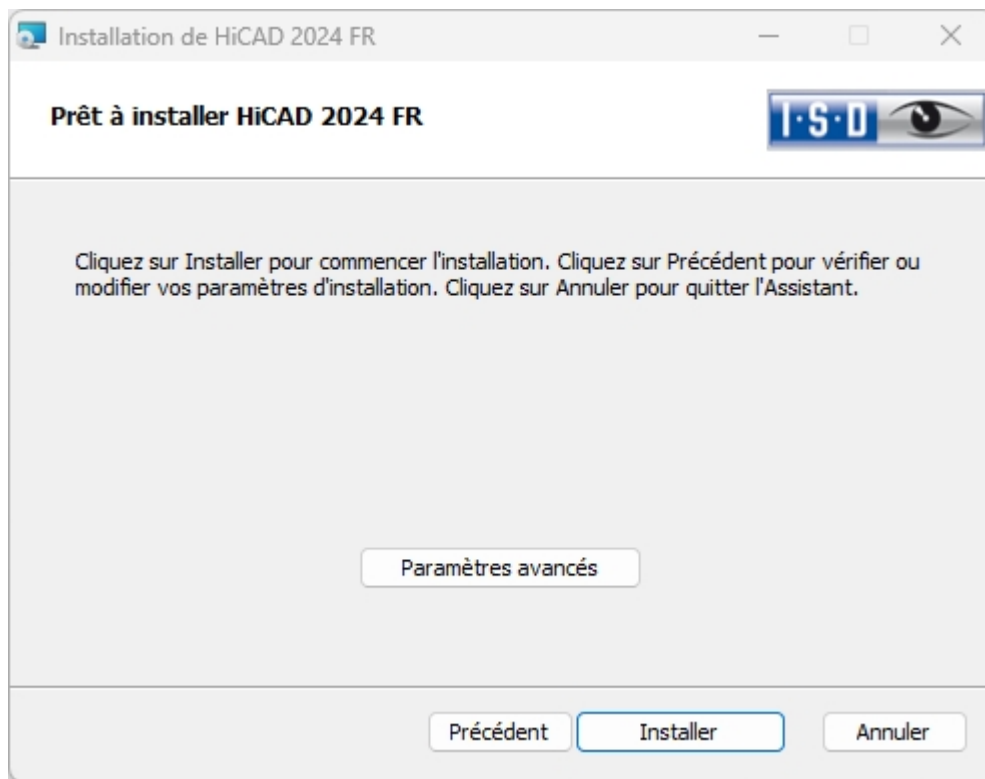 Installation de HiCAD 2024 FR
Prêt à installer HiCAD 2024 FR
I·S·D
Cliquez sur Installer pour commencer l'installation. Cliquez sur Précédent pour vérifier ou
modifier vos paramètres d'installation. Cliquez sur Annuler pour quitter l'Assistant.
Paramètres avancés
Précédent
Installer
Annuler